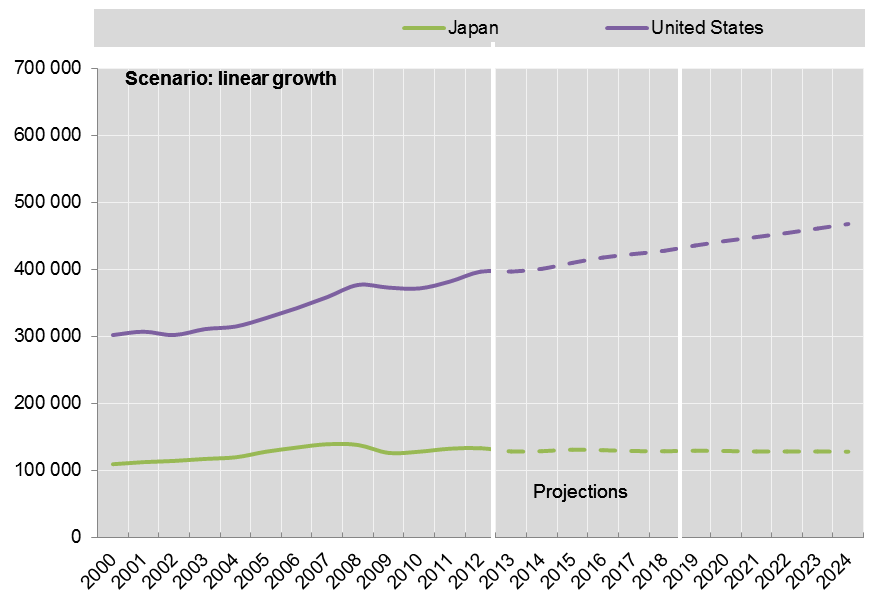 Japan United States
700 000
Scenario: linear growth
600 000
500 000
400 000
300 000
200 000
100 000
Projections
0
2000 2001 2002 2003 2004 2005 2006 2007 2008 2009 2010 2011 2012 2013 2014 2015 2016 2017 2018 2019 2020 2021 2022 2023 2024